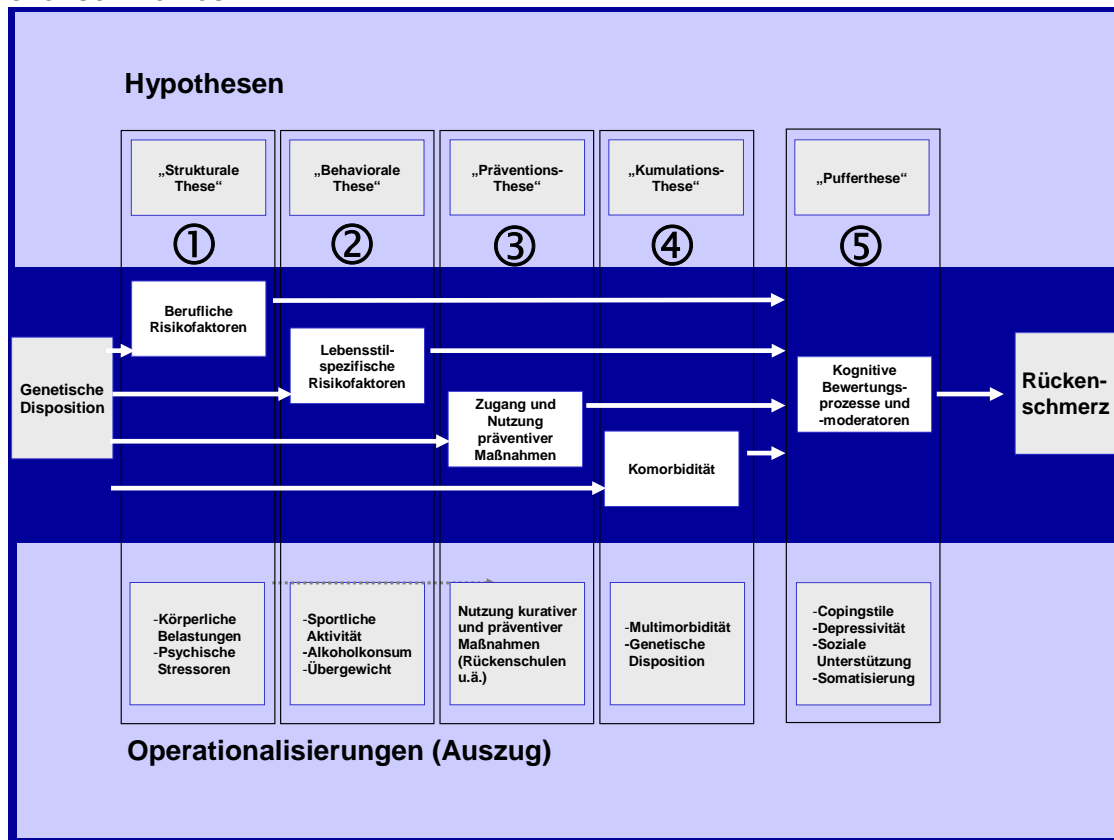 Hypothesen
„Strukturale
These“
„Behaviorale
These“
„Präventions-
These“
„Kumulations-
These“
„Pufferthese“
①
②
③
④
⑤
Genetische
Disposition
Berufliche
Risikofaktoren
Lebensstil-
spezifische
Risikofaktoren
Zugang und
Nutzung
präventiver
Maßnahmen
Komorbidität
Kognitive
Bewertungs-
prozesse und
-moderatoren
Rücken-
schmerz
-Körperliche
Belastungen
-Psychische
Stressoren
-Sportliche
Aktivität
-Alkoholkonsum
-Übergewicht
Nutzung kurativer
und präventiver
Maßnahmen
(Rückenschulen
u.ä.)
-Multimorbidität
-Genetische
Disposition
-Copingstile
-Depressivität
-Soziale
Unterstützung
-Somatisierung
Operationalisierungen (Auszug)